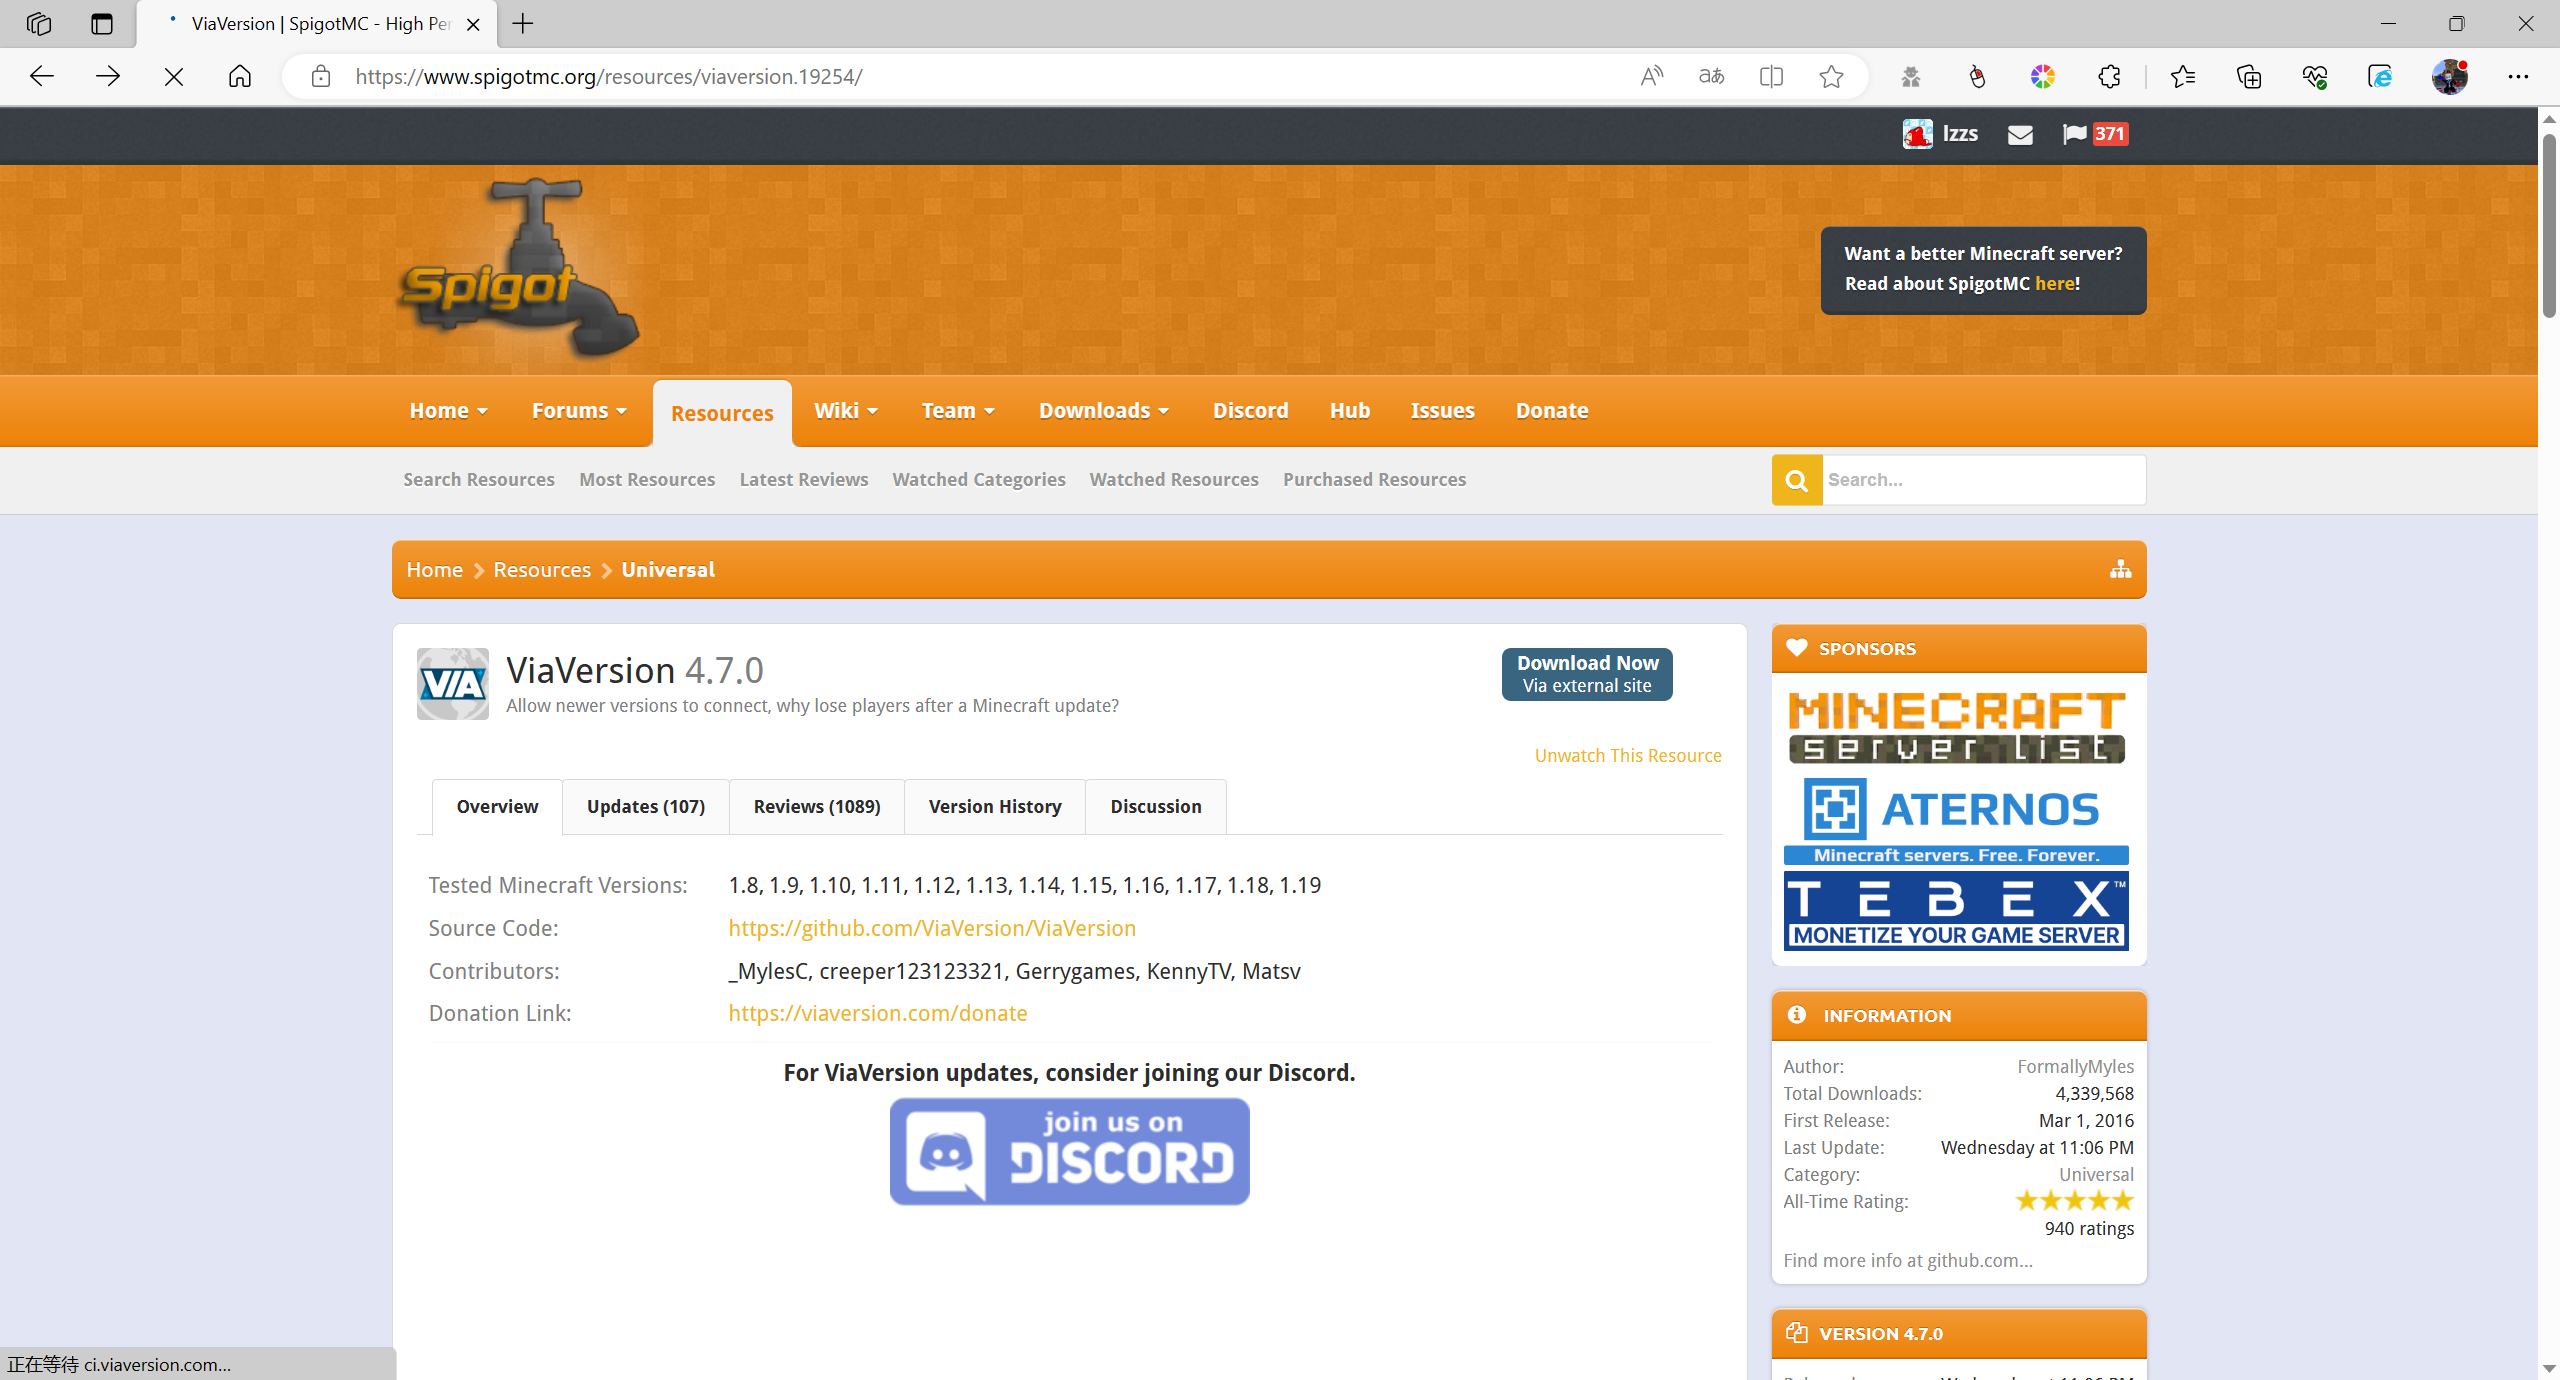 ViaVersion | SpigotMC - High Per
https://www.spigotmc.org/resources/viaversion.19254/
lzzs
371
Spigot
Want a better Minecraft server?
Read about SpigotMC here!
Home
Forums
Resources
Wiki
Team
Downloads
Discord
Hub
Issues
Donate
Search Resources
Most Resources
Latest Reviews
Watched Categories
Watched Resources
Purchased Resources
Search...
Home
Resources
Universal
VIA
ViaVersion 4.7.0
Allow newer versions to connect, why lose players after a Minecraft update?
Download Now
Via external site
Unwatch This Resource
Overview
Updates (107)
Reviews (1089)
Version History
Discussion
Tested Minecraft Versions: 1.8, 1.9, 1.10, 1.11, 1.12, 1.13, 1.14, 1.15, 1.16, 1.17, 1.18, 1.19
Source Code: https://github.com/ViaVersion/ViaVersion
Contributors: _MylesC, creeper123123321, Gerrygames, KennyTV, Matsv
Donation Link: https://viaversion.com/donate
For ViaVersion updates, consider joining our Discord.
join us on
DISCORD
SPONSORS
MINECRAFT
server list
ATERNOS
Minecraft servers. Free. Forever.
TEBEX™
MONETIZE YOUR GAME SERVER
INFORMATION
Author: FormallyMyles
Total Downloads: 4,339,568
First Release: Mar 1, 2016
Last Update: Wednesday at 11:06 PM
Category: Universal
All-Time Rating:
940 ratings
Find more info at github.com...
VERSION 4.7.0
正在等待 ci.viaversion.com...